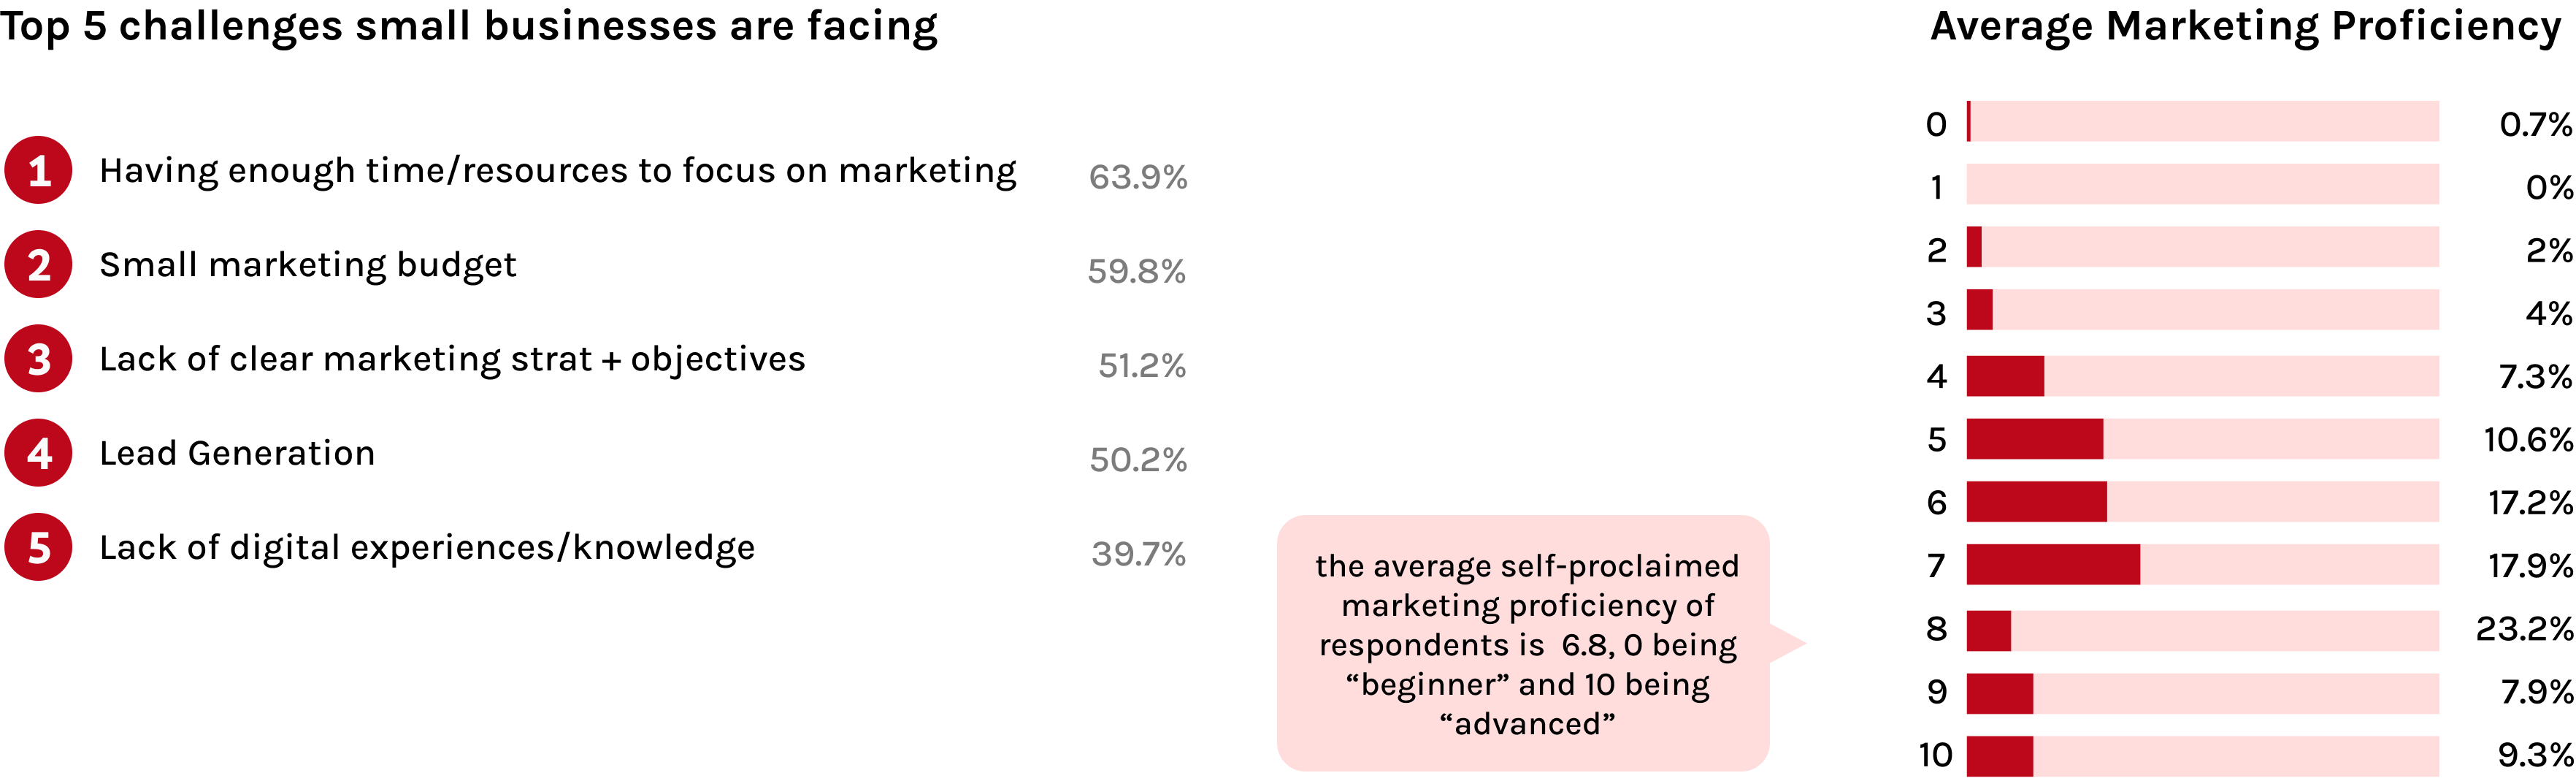 Top 5 challenges small businesses are facing
1 Having enough time/resources to focus on marketing 63.9%
2 Small marketing budget 59.8%
3 Lack of clear marketing strat + objectives 51.2%
4 Lead Generation 50.2%
5 Lack of digital experiences/knowledge 39.7%
the average self-proclaimed
marketing proficiency of
respondents is 6.8, 0 being
“beginner” and 10 being
“advanced”
Average Marketing Proficiency
0 0.7%
1 0%
2 2%
3 4%
4 7.3%
5 10.6%
6 17.2%
7 17.9%
8 23.2%
9 7.9%
10 9.3%